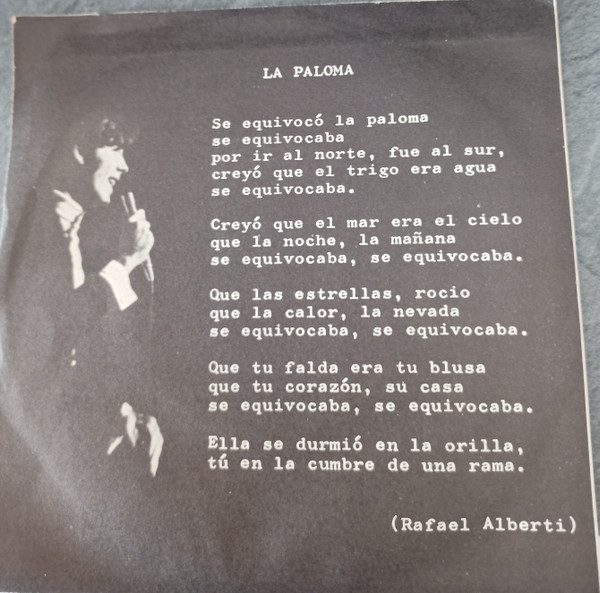 LA PALOMA
Se equivocó la paloma
se equivocaba
por ir al norte, fue al sur,
creyó que el trigo era agua
se equivocaba.
Creyó que el mar era el cielo
que la noche, la mañana
se equivocaba, se equivocaba.
Que las estrellas, rocio
que la calor, la nevada
se equivocaba, se equivocaba.
Que tu falda era tu blusa
que tu corazón, su casa
se equivocaba, se equivocaba.
Ella se durmió en la orilla,
tú en la cumbre de una rama.
(Rafael Alberti)